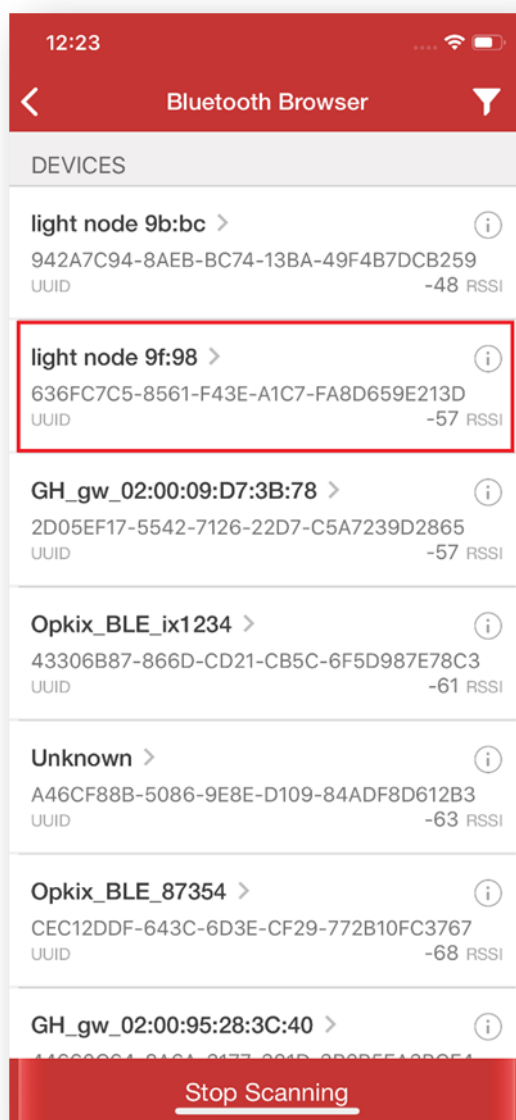 12:23
Bluetooth Browser
DEVICES
light node 9b:bc
942A7C94-8AEB-BC74-13BA-49F4B7DCB259
UUID -48 RSSI
light node 9f:98
636FC7C5-8561-F43E-A1C7-FA8D659E213D
UUID -57 RSSI
GH_gw_02:00:09:D7:3B:78
2D05EF17-5542-7126-22D7-C5A7239D2865
UUID -57 RSSI
Opkix_BLE_ix1234
43306B87-866D-CD21-CB5C-6F5D987E78C3
UUID -61 RSSI
Unknown
A46CF88B-5086-9E8E-D109-84ADF8D612B3
UUID -63 RSSI
Opkix_BLE_87354
CEC12DDF-643C-6D3E-CF29-772B10FC3767
UUID -68 RSSI
GH_gw_02:00:95:28:3C:40
Stop Scanning